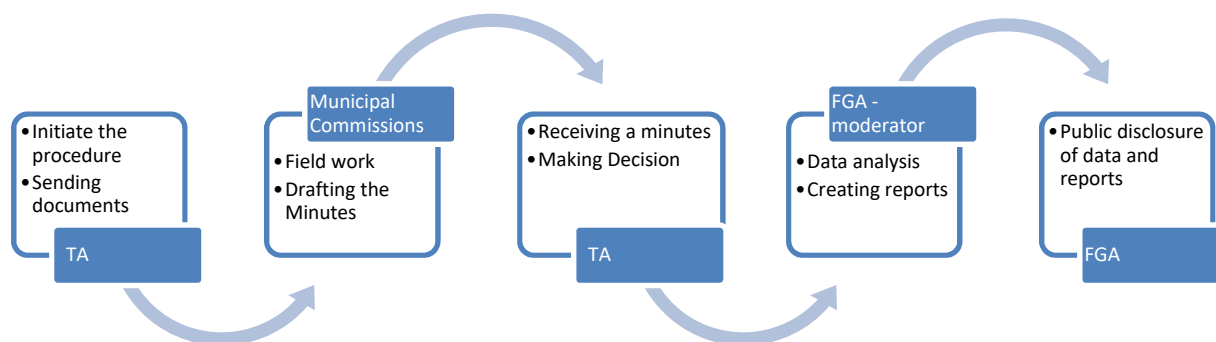 •Initiate the
procedure
•Sending
documents
TA
Municipal
Commissions
•Field work
•Drafting the
Minutes
•Receiving a minutes
•Making Decision
TA
FGA -
moderator
•Data analysis
•Creating reports
•Public disclosure
of data and
reports
FGA